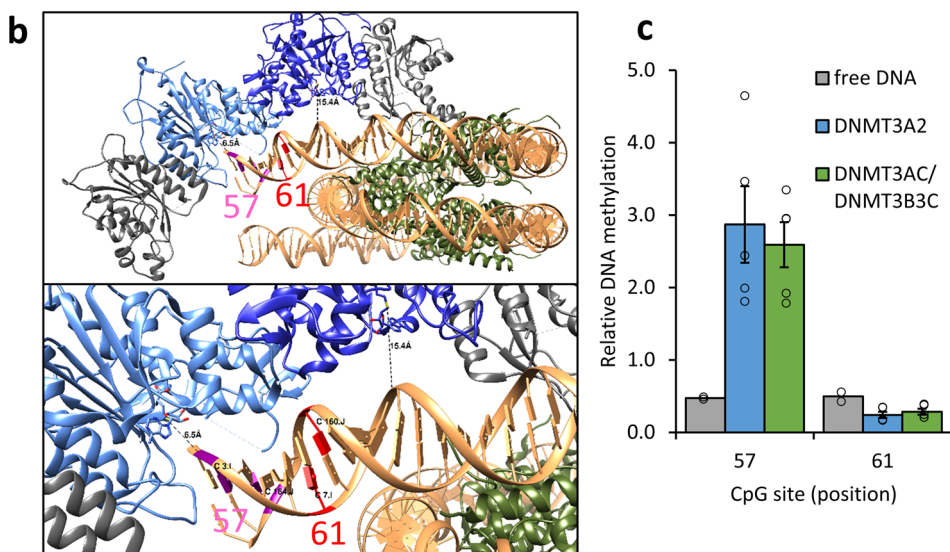 b
15.4Å
6.5Å
57
61
15.4Å
6.5Å
C 160.J
C 3.I
C 164.J
C 7.I
57
61
c
5.0
4.0
3.0
2.0
1.0
0.0
Relative DNA methylation
free DNA
DNMT3A2
DNMT3AC/
DNMT3B3C
57
61
CpG site (position)